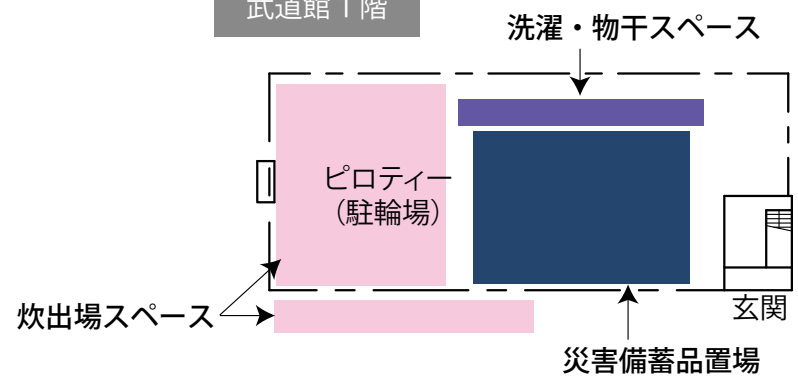 武道館1階
洗濯・物干スペース
ピロティー
（駐輪場）
炊出場スペース
玄関
災害備蓄品置場